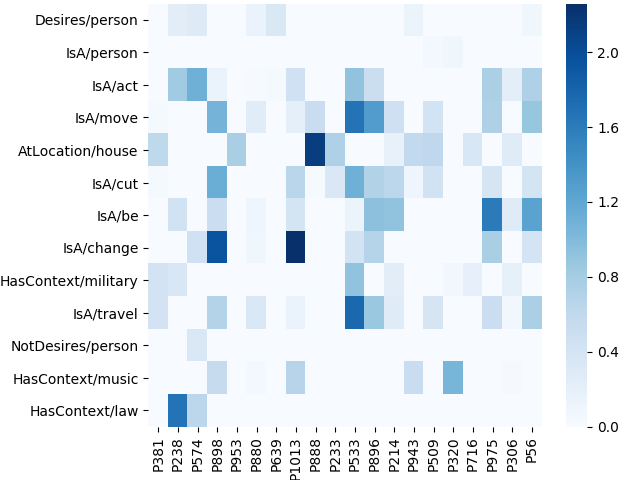 Desires/person
IsA/person
IsA/act
IsA/move
AtLocation/house
IsA/cut
IsA/be
IsA/change
HasContext/military
IsA/travel
NotDesires/person
HasContext/music
HasContext/law
P381
P238
P574
P898
P953
P880
P639
P1013
P888
P233
P533
P896
P214
P943
P509
P320
P716
P975
P306
P56
2.0
1.6
1.2
0.8
0.4
0.0